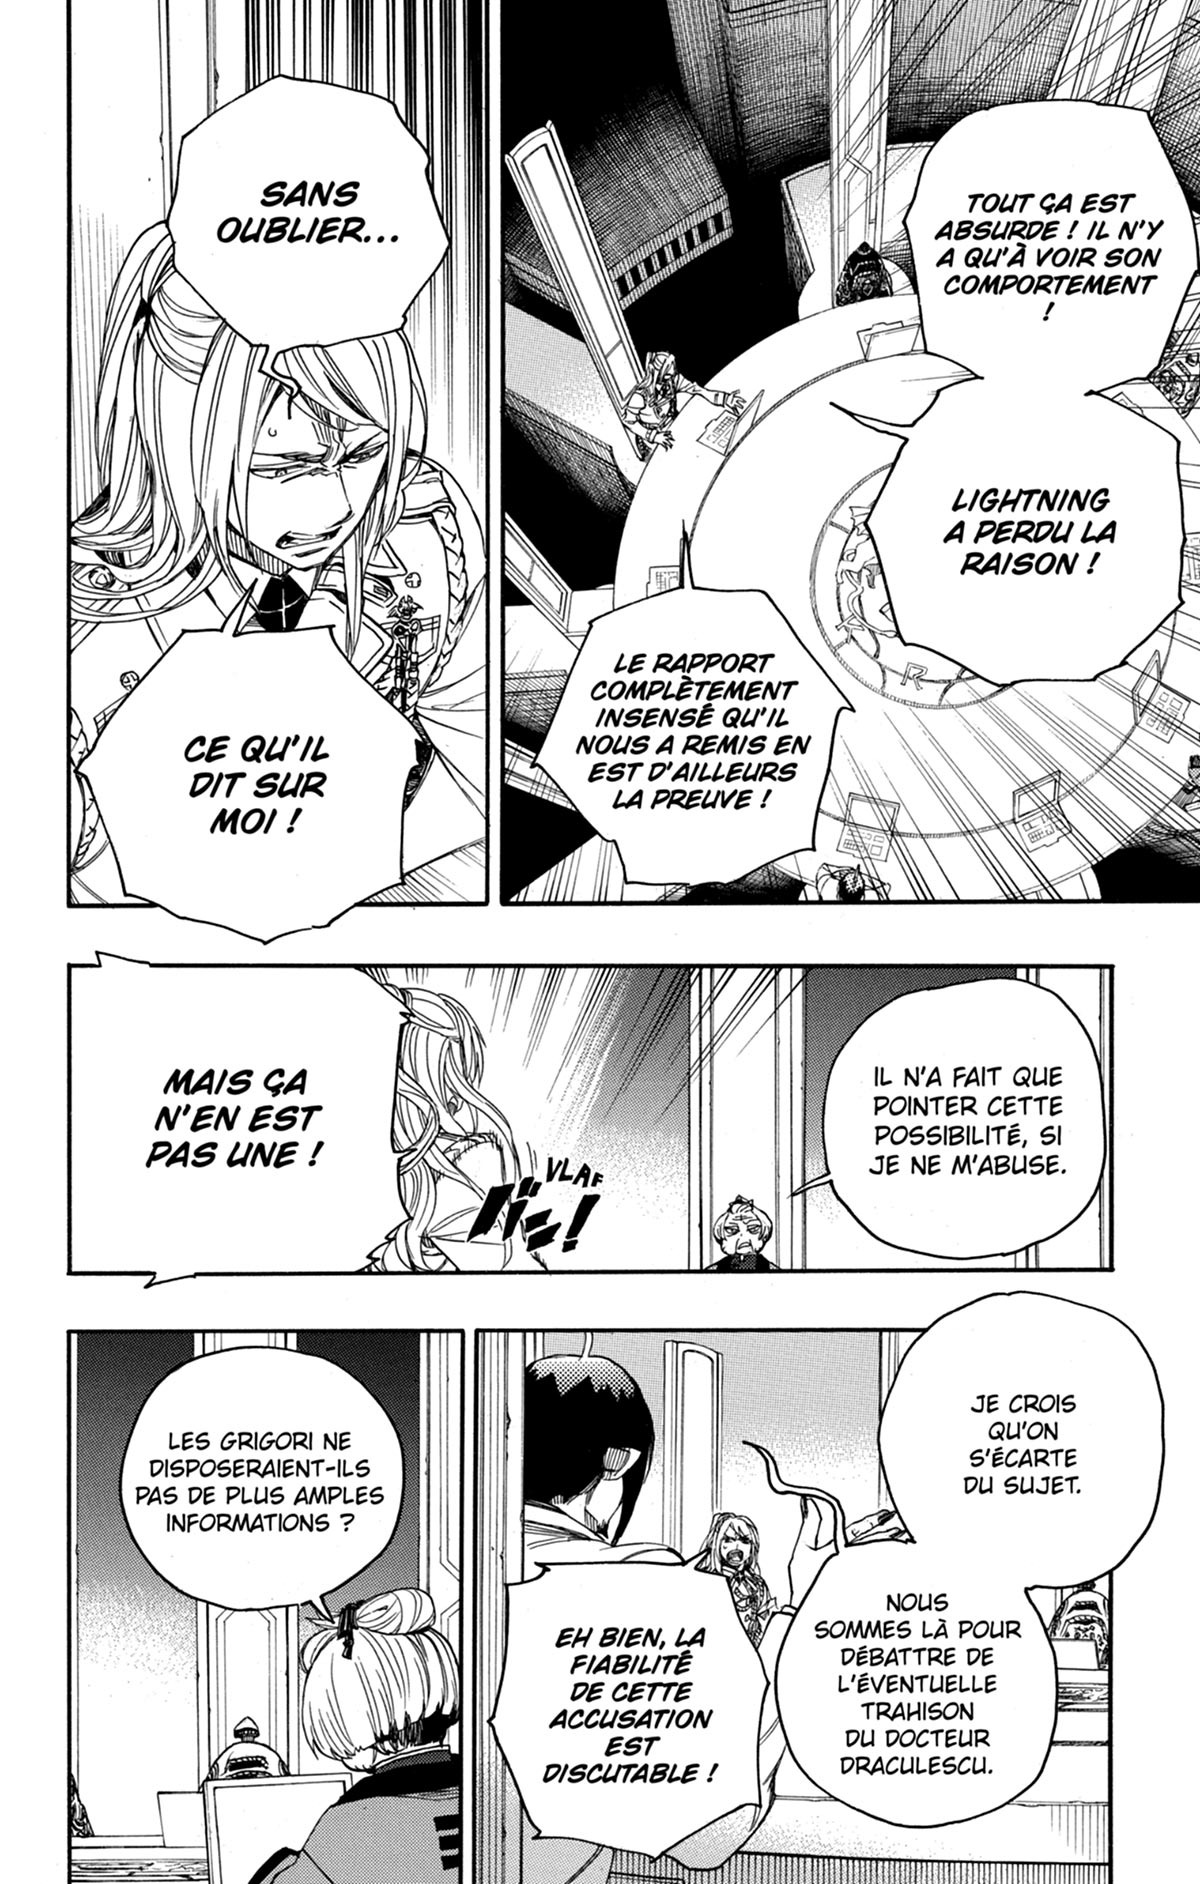 TOUT ÇA EST
ABSURDE ! IL N'Y
A QU'À VOIR SON
COMPORTEMENT
!
LIGHTNING
A PERDU LA
RAISON !
LE RAPPORT
COMPLÈTEMENT
INSENSÉ QU'IL
NOUS A REMIS EN
EST D'AILLEURS
LA PREUVE !
R
SANS
OUBLIER...
CE QU'IL
DIT SUR
MOI !
IL N'A FAIT QUE
POINTER CETTE
POSSIBILITÉ, SI
JE NE M'ABUSE.
VLAF
バン!
MAIS ÇA
N'EN EST
PAS UNE !
JE CROIS
QU'ON
S'ÉCARTE
DU SUJET.
NOUS
SOMMES LÀ POUR
DÉBATTRE DE
L'ÉVENTUELLE
TRAHISON
DU DOCTEUR
DRACULESCU.
EH BIEN, LA
FIABILITÉ
DE CETTE
ACCUSATION
EST
DISCUTABLE !
LES GRIGORI NE
DISPOSERAIENT-ILS
PAS DE PLUS AMPLES
INFORMATIONS ?